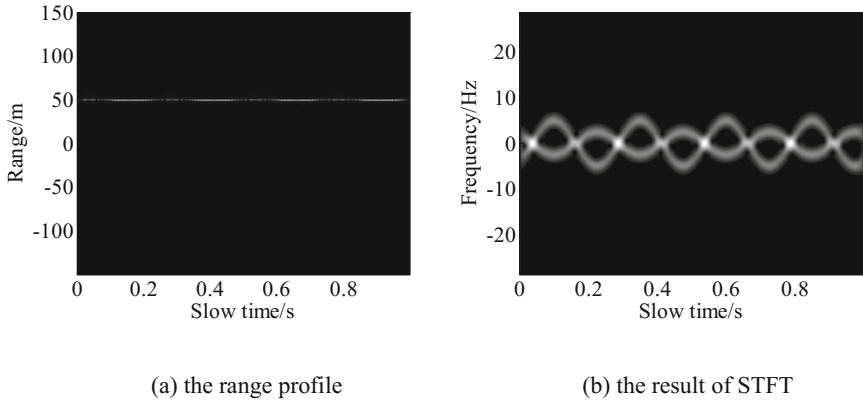 150
100
50
0
-50
-100
Range/m
0 0.2 0.4 0.6 0.8
Slow time/s
(a) the range profile
20
10
0
-10
-20
Frequency/Hz
0 0.2 0.4 0.6 0.8
Slow time/s
(b) the result of STFT